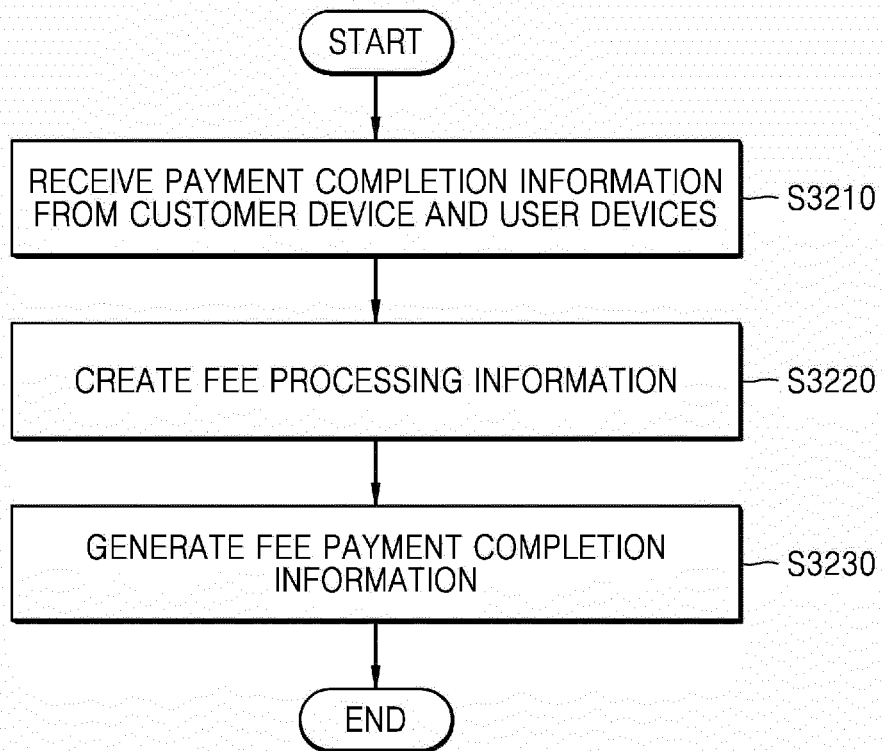 START
RECEIVE PAYMENT COMPLETION INFORMATION
FROM CUSTOMER DEVICE AND USER DEVICES
S3210
CREATE FEE PROCESSING INFORMATION
S3220
GENERATE FEE PAYMENT COMPLETION
INFORMATION
S3230
END